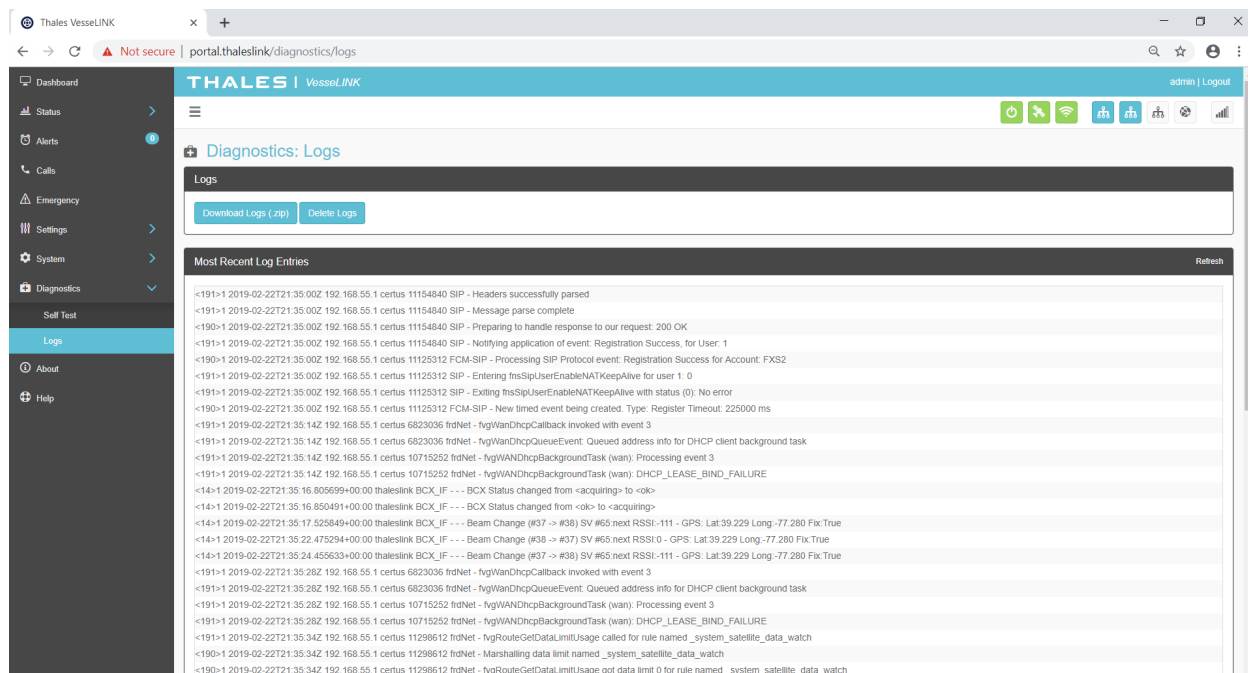 Thales VesseLINK
Not secure | portal.thaleslink/diagnostics/logs
Dashboard
Status
Alerts 0
Calls
Emergency
Settings
System
Diagnostics
Self Test
Logs
About
Help
THALES | VesseLINK
admin | Logout
Diagnostics: Logs
Logs
Download Logs (.zip) Delete Logs
Most Recent Log Entries Refresh
<191>1 2019-02-22T21:35:00Z 192.168.55.1 certus 11154840 SIP - Headers successfully parsed
<191>1 2019-02-22T21:35:00Z 192.168.55.1 certus 11154840 SIP - Message parse complete
<190>1 2019-02-22T21:35:00Z 192.168.55.1 certus 11154840 SIP - Preparing to handle response to our request: 200 OK
<191>1 2019-02-22T21:35:00Z 192.168.55.1 certus 11154840 SIP - Notifying application of event: Registration Success, for User: 1
<190>1 2019-02-22T21:35:00Z 192.168.55.1 certus 11125312 FCM-SIP - Processing SIP Protocol event: Registration Success for Account: FXS2
<191>1 2019-02-22T21:35:00Z 192.168.55.1 certus 11125312 SIP - Entering fnsSipUserEnableNATKeepAlive for user 1: 0
<191>1 2019-02-22T21:35:00Z 192.168.55.1 certus 11125312 SIP - Exiting fnsSipUserEnableNATKeepAlive with status (0): No error
<190>1 2019-02-22T21:35:00Z 192.168.55.1 certus 11125312 FCM-SIP - New timed event being created. Type: Register Timeout: 225000 ms
<191>1 2019-02-22T21:35:14Z 192.168.55.1 certus 6823036 frdNet - fvgWanDhcpCallback invoked with event 3
<191>1 2019-02-22T21:35:14Z 192.168.55.1 certus 6823036 frdNet - fvgWanDhcpQueueEvent: Queued address info for DHCP client background task
<191>1 2019-02-22T21:35:14Z 192.168.55.1 certus 10715252 frdNet - fvgWANDhcpBackgroundTask (wan): Processing event 3
<191>1 2019-02-22T21:35:14Z 192.168.55.1 certus 10715252 frdNet - fvgWANDhcpBackgroundTask (wan): DHCP_LEASE_BIND_FAILURE
<14>1 2019-02-22T21:35:16.805699+00:00 thaleslink BCX_IF - - - BCX Status changed from <acquiring> to <ok>
<14>1 2019-02-22T21:35:16.850491+00:00 thaleslink BCX_IF - - - BCX Status changed from <ok> to <acquiring>
<14>1 2019-02-22T21:35:17.525849+00:00 thaleslink BCX_IF - - - Beam Change (#37 -> #38) SV #65:next RSSI:-111 - GPS: Lat:39.229 Long:-77.280 Fix:True
<14>1 2019-02-22T21:35:22.475294+00:00 thaleslink BCX_IF - - - Beam Change (#38 -> #37) SV #65:next RSSI:0 - GPS: Lat:39.229 Long:-77.280 Fix:True
<14>1 2019-02-22T21:35:24.455633+00:00 thaleslink BCX_IF - - - Beam Change (#37 -> #38) SV #65:next RSSI:-111 - GPS: Lat:39.229 Long:-77.280 Fix:True
<191>1 2019-02-22T21:35:28Z 192.168.55.1 certus 6823036 frdNet - fvgWanDhcpCallback invoked with event 3
<191>1 2019-02-22T21:35:28Z 192.168.55.1 certus 6823036 frdNet - fvgWanDhcpQueueEvent: Queued address info for DHCP client background task
<191>1 2019-02-22T21:35:28Z 192.168.55.1 certus 10715252 frdNet - fvgWANDhcpBackgroundTask (wan): Processing event 3
<191>1 2019-02-22T21:35:28Z 192.168.55.1 certus 10715252 frdNet - fvgWANDhcpBackgroundTask (wan): DHCP_LEASE_BIND_FAILURE
<191>1 2019-02-22T21:35:34Z 192.168.55.1 certus 11298612 frdNet - fvgRouteGetDataLimitUsage called for rule named _system_satellite_data_watch
<190>1 2019-02-22T21:35:34Z 192.168.55.1 certus 11298612 frdNet - Marshalling data limit named _system_satellite_data_watch
<190>1 2019-02-22T21:35:34Z 192.168.55.1 certus 11298612 frdNet - fvgRouteGetDataLimitUsage got data limit 0 for rule named _system_satellite_data_watch